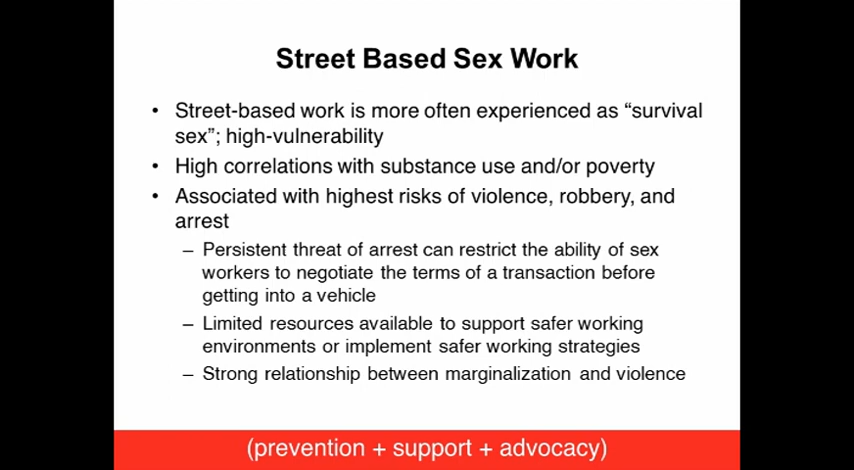 Street Based Sex Work
• Street-based work is more often experienced as “survival
sex”; high-vulnerability
• High correlations with substance use and/or poverty
• Associated with highest risks of violence, robbery, and
arrest
– Persistent threat of arrest can restrict the ability of sex
workers to negotiate the terms of a transaction before
getting into a vehicle
– Limited resources available to support safer working
environments or implement safer working strategies
– Strong relationship between marginalization and violence
(prevention + support + advocacy)